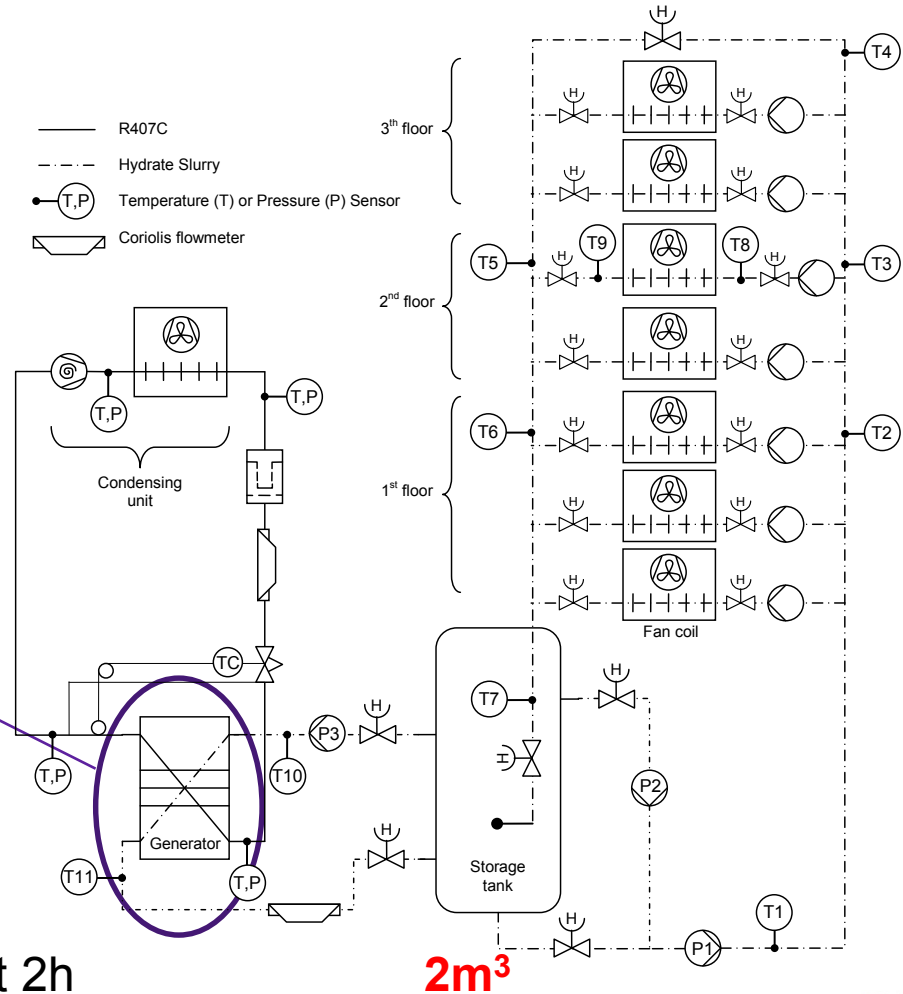 H
T4
R407C
H
H
3th floor
Hydrate Slurry
T,P
Temperature (T) or Pressure (P) Sensor
H
H
Coriolis flowmeter
T5
H
T9
T8
H
T3
2nd floor
H
H
T,P
T,P
T6
H
H
T2
Condensing
unit
1st floor
H
H
H
H
Fan coil
TC
H
T7
H
T,P
T10
P3
H
P2
Generator
H
T11
T,P
Storage
tank
H
T1
P1
t 2h
2m³